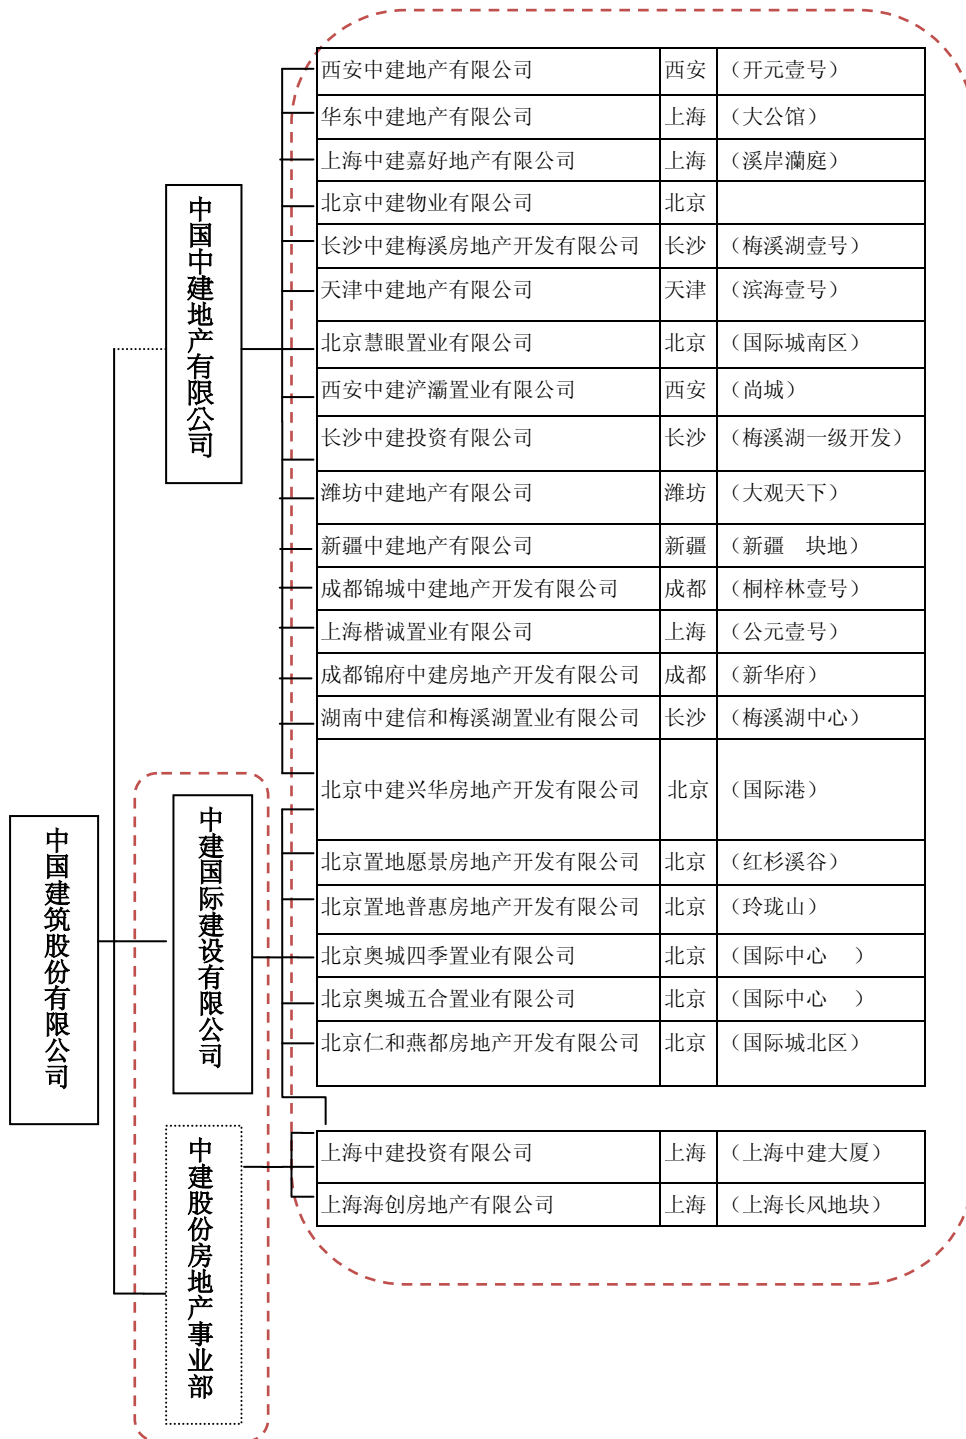 西安中建地产有限公司 西安 （开元壹号）
华东中建地产有限公司 上海 （大公馆）
上海中建嘉好地产有限公司 上海 （溪岸澜庭）
北京中建物业有限公司 北京
长沙中建梅溪房地产开发有限公司 长沙 （梅溪湖壹号）
天津中建地产有限公司 天津 （滨海壹号）
北京慧眼置业有限公司 北京 （国际城南区）
西安中建浐灞置业有限公司 西安 （尚城）
长沙中建投资有限公司 长沙 （梅溪湖一级开发）
潍坊中建地产有限公司 潍坊 （大观天下）
新疆中建地产有限公司 新疆 （新疆 块地）
成都锦城中建地产开发有限公司 成都 （桐梓林壹号）
上海楷诚置业有限公司 上海 （公元壹号）
成都锦府中建房地产开发有限公司 成都 （新华府）
湖南中建信和梅溪湖置业有限公司 长沙 （梅溪湖中心）
北京中建兴华房地产开发有限公司 北京 （国际港）
北京置地愿景房地产开发有限公司 北京 （红杉溪谷）
北京置地普惠房地产开发有限公司 北京 （玲珑山）
北京奥城四季置业有限公司 北京 （国际中心 ）
北京奥城五合置业有限公司 北京 （国际中心 ）
北京仁和燕都房地产开发有限公司 北京 （国际城北区）
上海中建投资有限公司 上海 （上海中建大厦）
上海海创房地产有限公司 上海 （上海长风地块）
中国中建地产有限公司
中建国际建设有限公司
中国建筑股份有限公司
中建股份房地产事业部